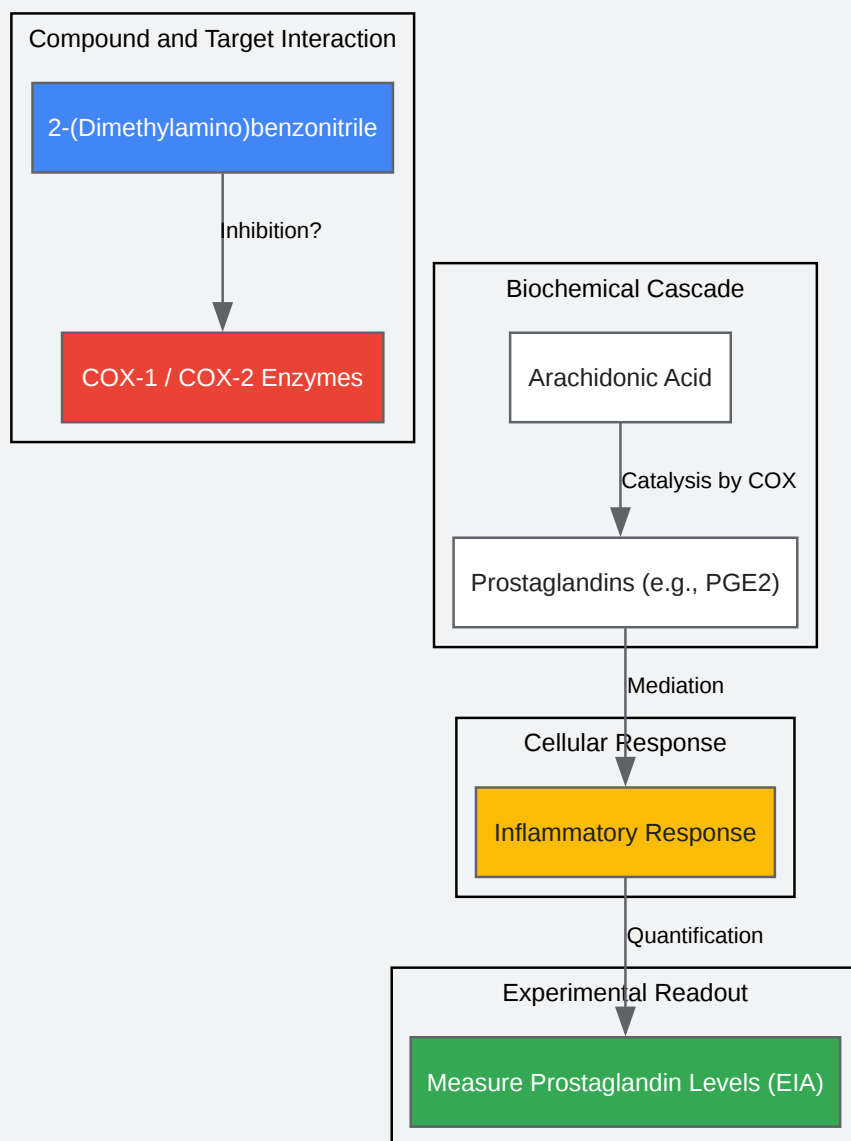 Compound and Target Interaction
2-(Dimethylamino)benzonitrile
Inhibition?
COX-1 / COX-2 Enzymes
Biochemical Cascade
Arachidonic Acid
Catalysis by COX
Prostaglandins (e.g., PGE2)
Mediation
Cellular Response
Inflammatory Response
Quantification
Experimental Readout
Measure Prostaglandin Levels (EIA)